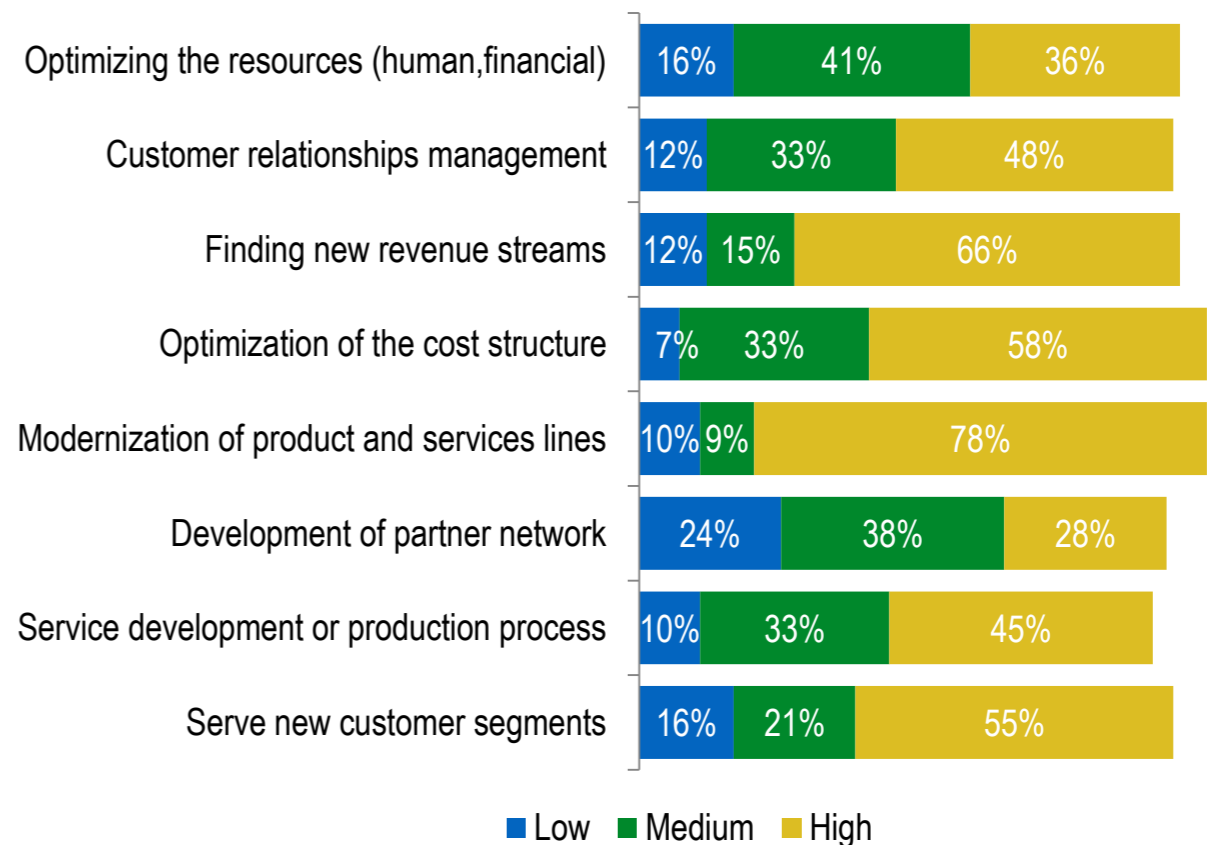 Optimizing the resources (human,financial) 16% 41% 36%
Customer relationships management 12% 33% 48%
Finding new revenue streams 12% 15% 66%
Optimization of the cost structure 7% 33% 58%
Modernization of product and services lines 10% 9% 78%
Development of partner network 24% 38% 28%
Service development or production process 10% 33% 45%
Serve new customer segments 16% 21% 55%
Low Medium High